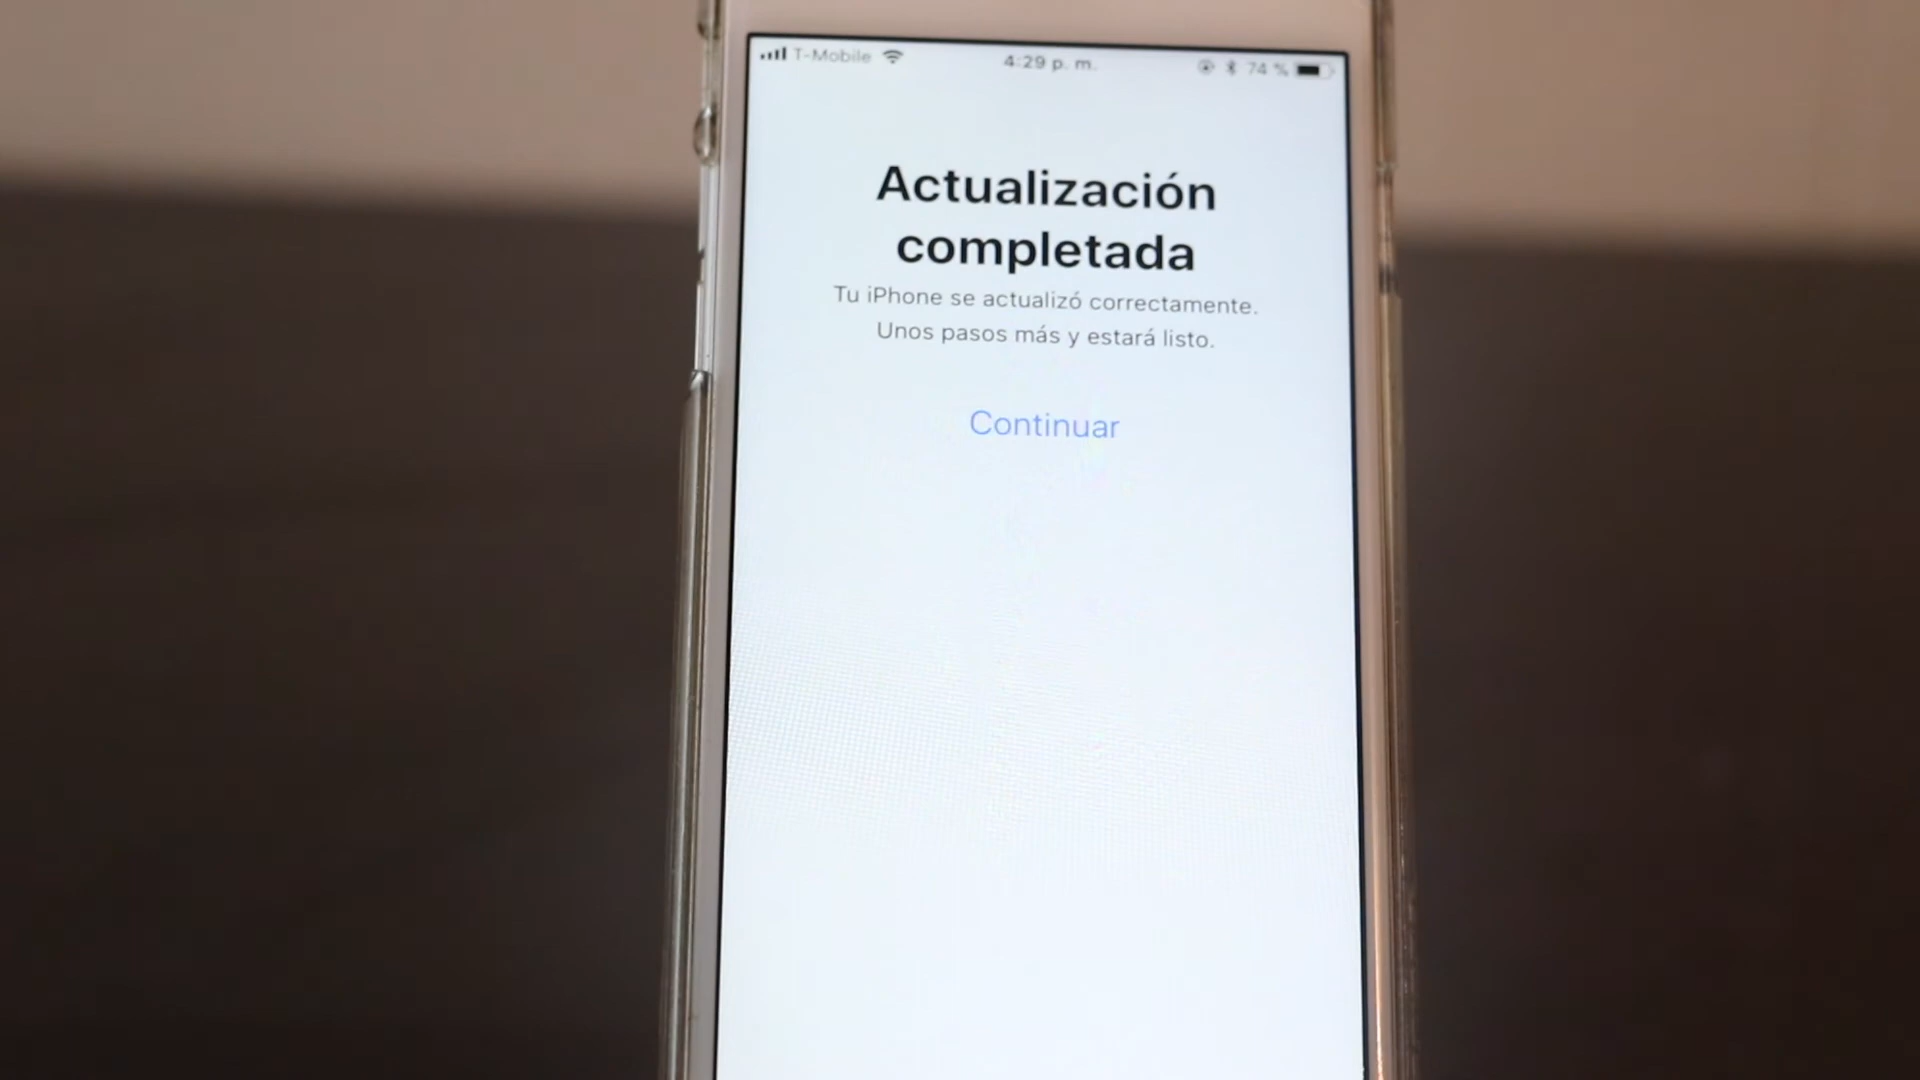 T-Mobile 4:29 p. m. 74 %
Actualización
completada
Tu iPhone se actualizó correctamente.
Unos pasos más y estará listo.
Continuar